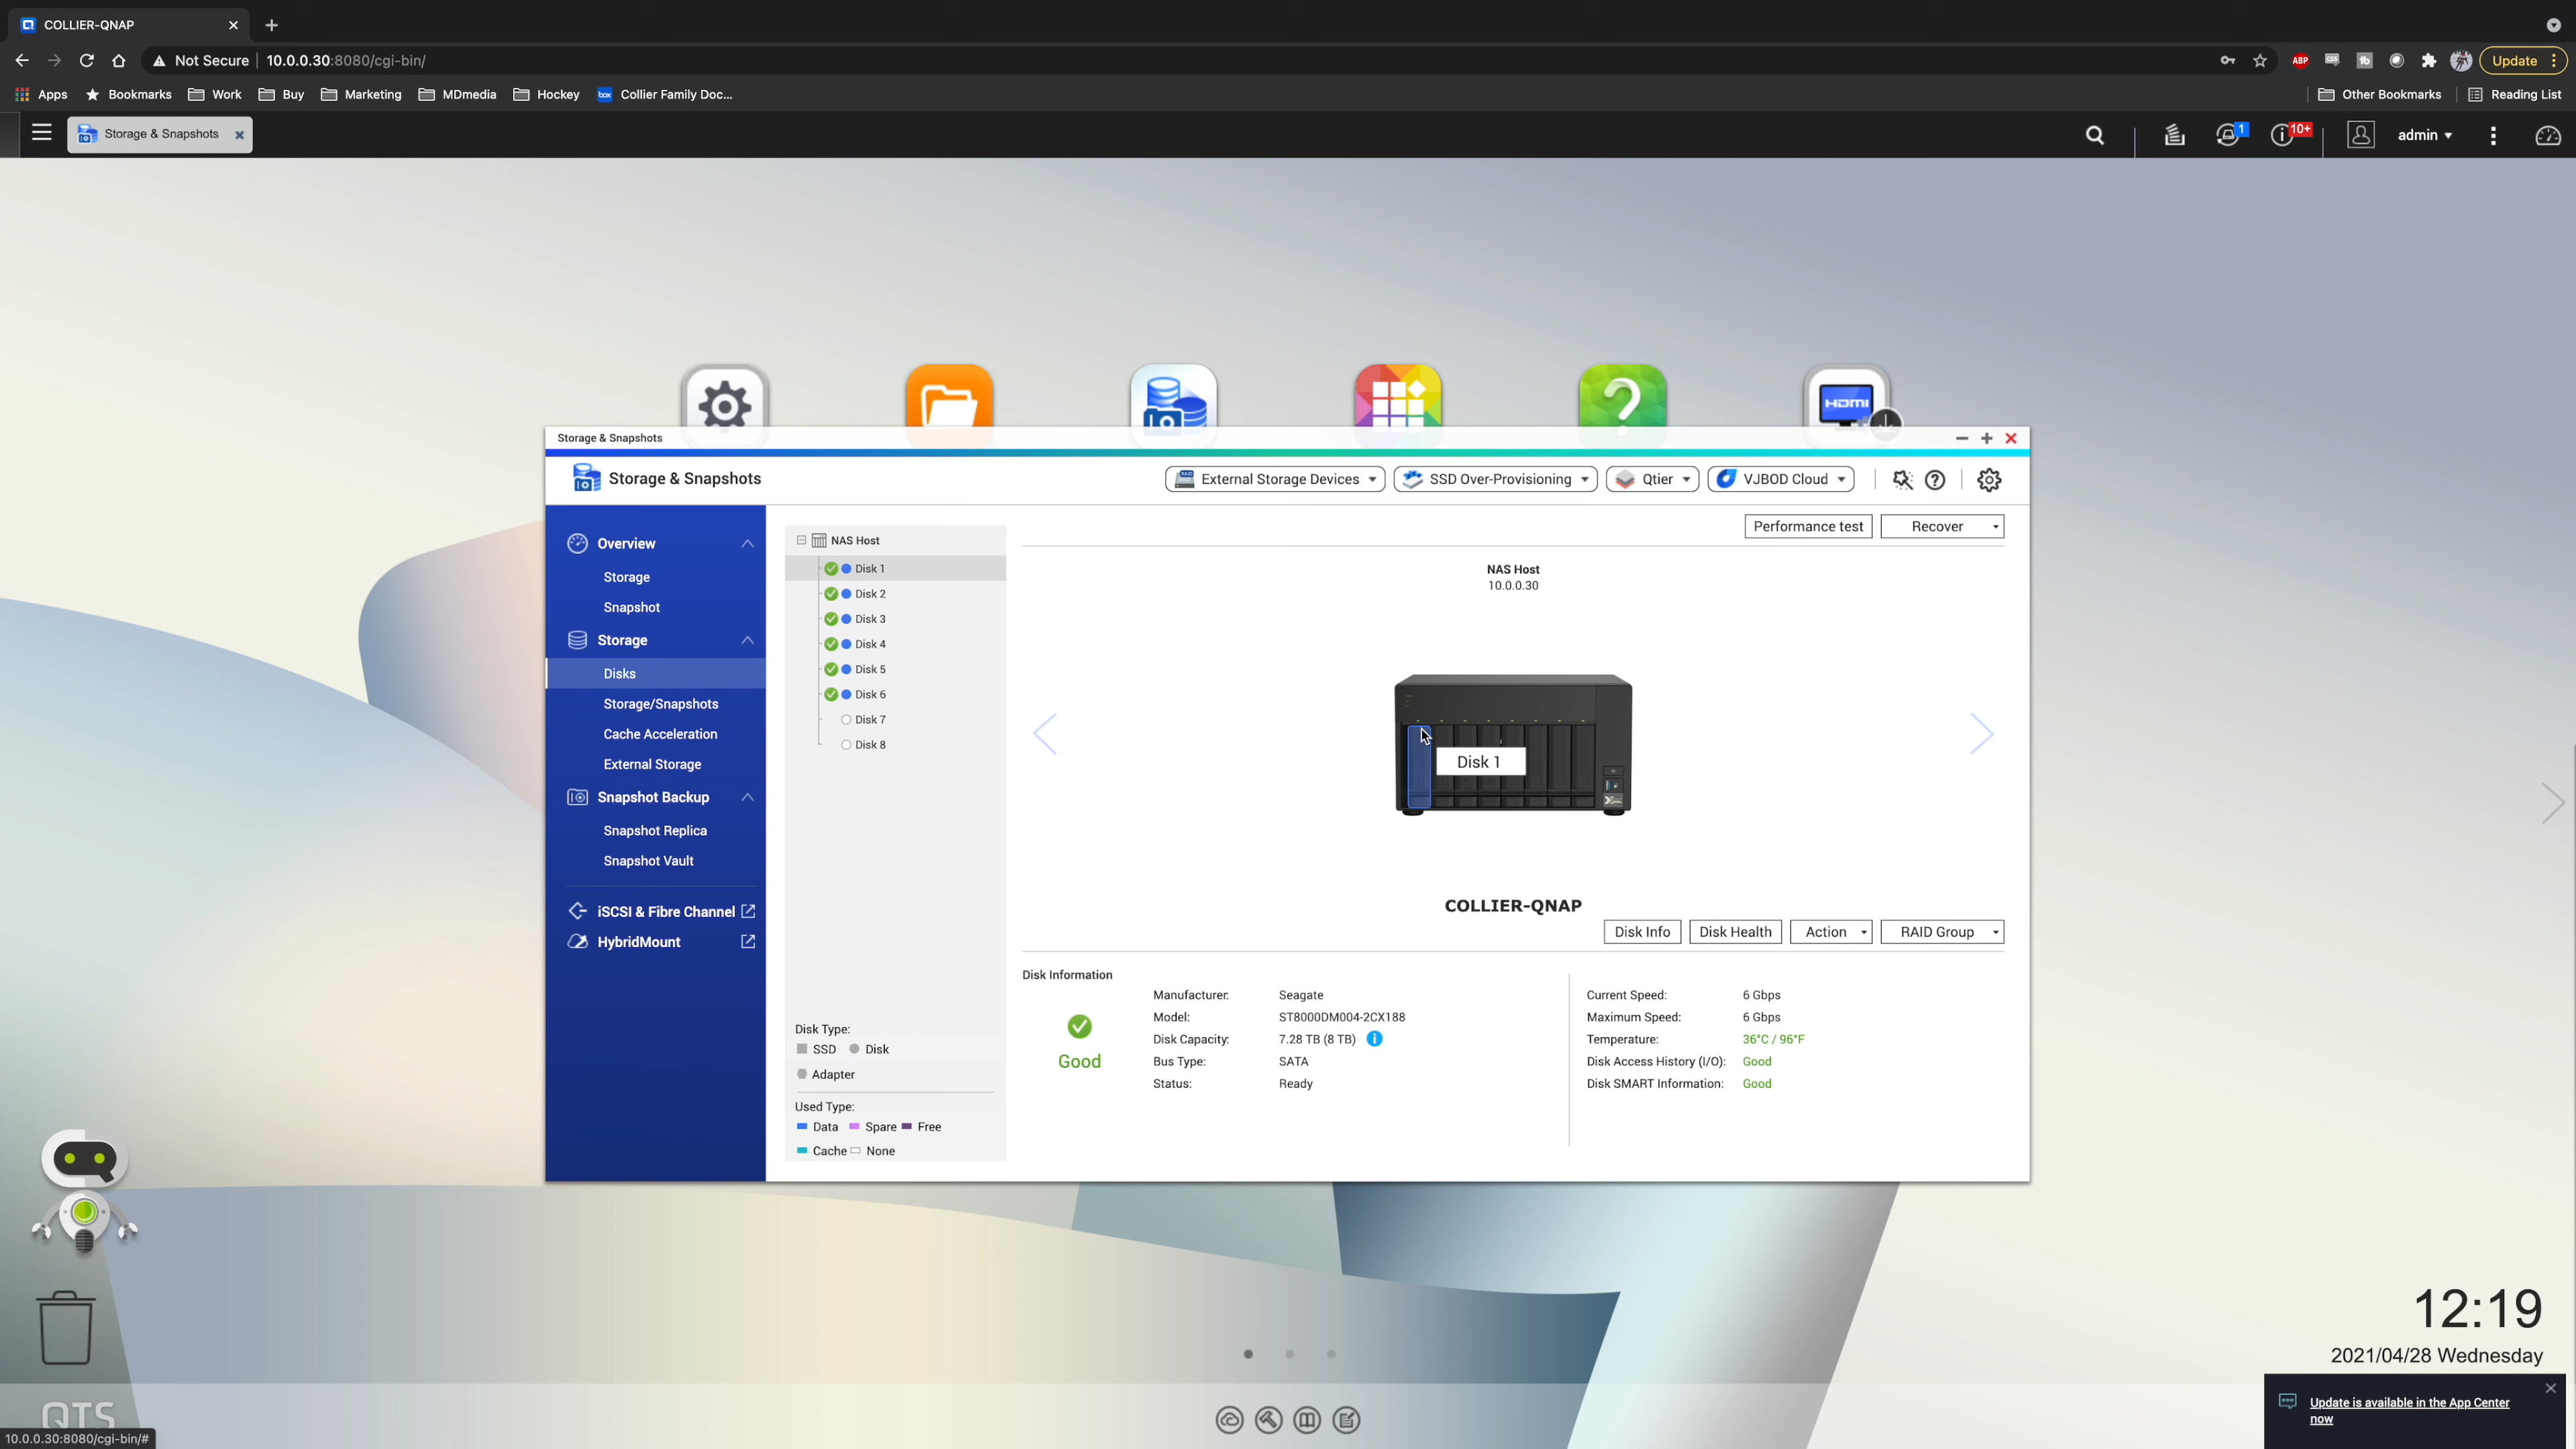 COLLIER-QNAP
Not Secure 10.0.0.30:8080/cgi-bin/
ABP
Update
Apps Bookmarks Work Buy Marketing MDmedia Hockey box Collier Family Doc... Other Bookmarks Reading List
Storage & Snapshots 1 10+ admin
HDMI
Storage & Snapshots
Storage & Snapshots External Storage Devices SSD Over-Provisioning Qtier VJBOD Cloud
Performance test Recover
Overview
Storage
Snapshot
Storage
Disks
Storage/Snapshots
Cache Acceleration
External Storage
Snapshot Backup
Snapshot Replica
Snapshot Vault
iSCSI & Fibre Channel
HybridMount
NAS Host
Disk 1
Disk 2
Disk 3
Disk 4
Disk 5
Disk 6
Disk 7
Disk 8
Disk Type:
SSD Disk
Adapter
Used Type:
Data Spare Free
Cache None
NAS Host
10.0.0.30
Disk 1
COLLIER-QNAP
Disk Info Disk Health Action RAID Group
Disk Information
Good
Manufacturer: Seagate
Model: ST8000DM004-2CX188
Disk Capacity: 7.28 TB (8 TB)
Bus Type: SATA
Status: Ready
Current Speed: 6 Gbps
Maximum Speed: 6 Gbps
Temperature: 36°C / 96°F
Disk Access History (I/O): Good
Disk SMART Information: Good
12:19
2021/04/28 Wednesday
Update is available in the App Center
now
QTS
10.0.0.30:8080/cgi-bin/#